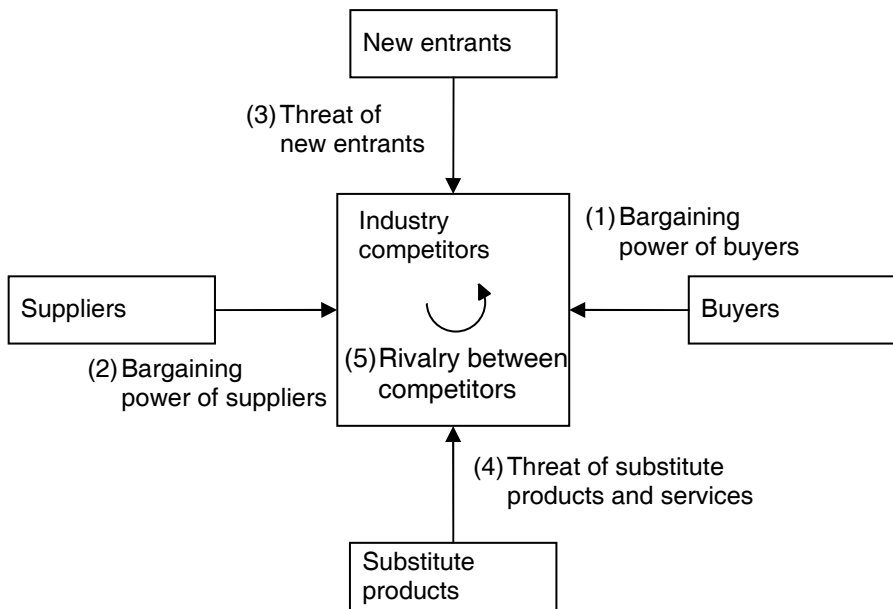 New entrants
(3) Threat of
new entrants
Industry
competitors
(1) Bargaining
power of buyers
Suppliers
Buyers
(2) Bargaining
power of suppliers
(5) Rivalry between
competitors
(4) Threat of substitute
products and services
Substitute
products